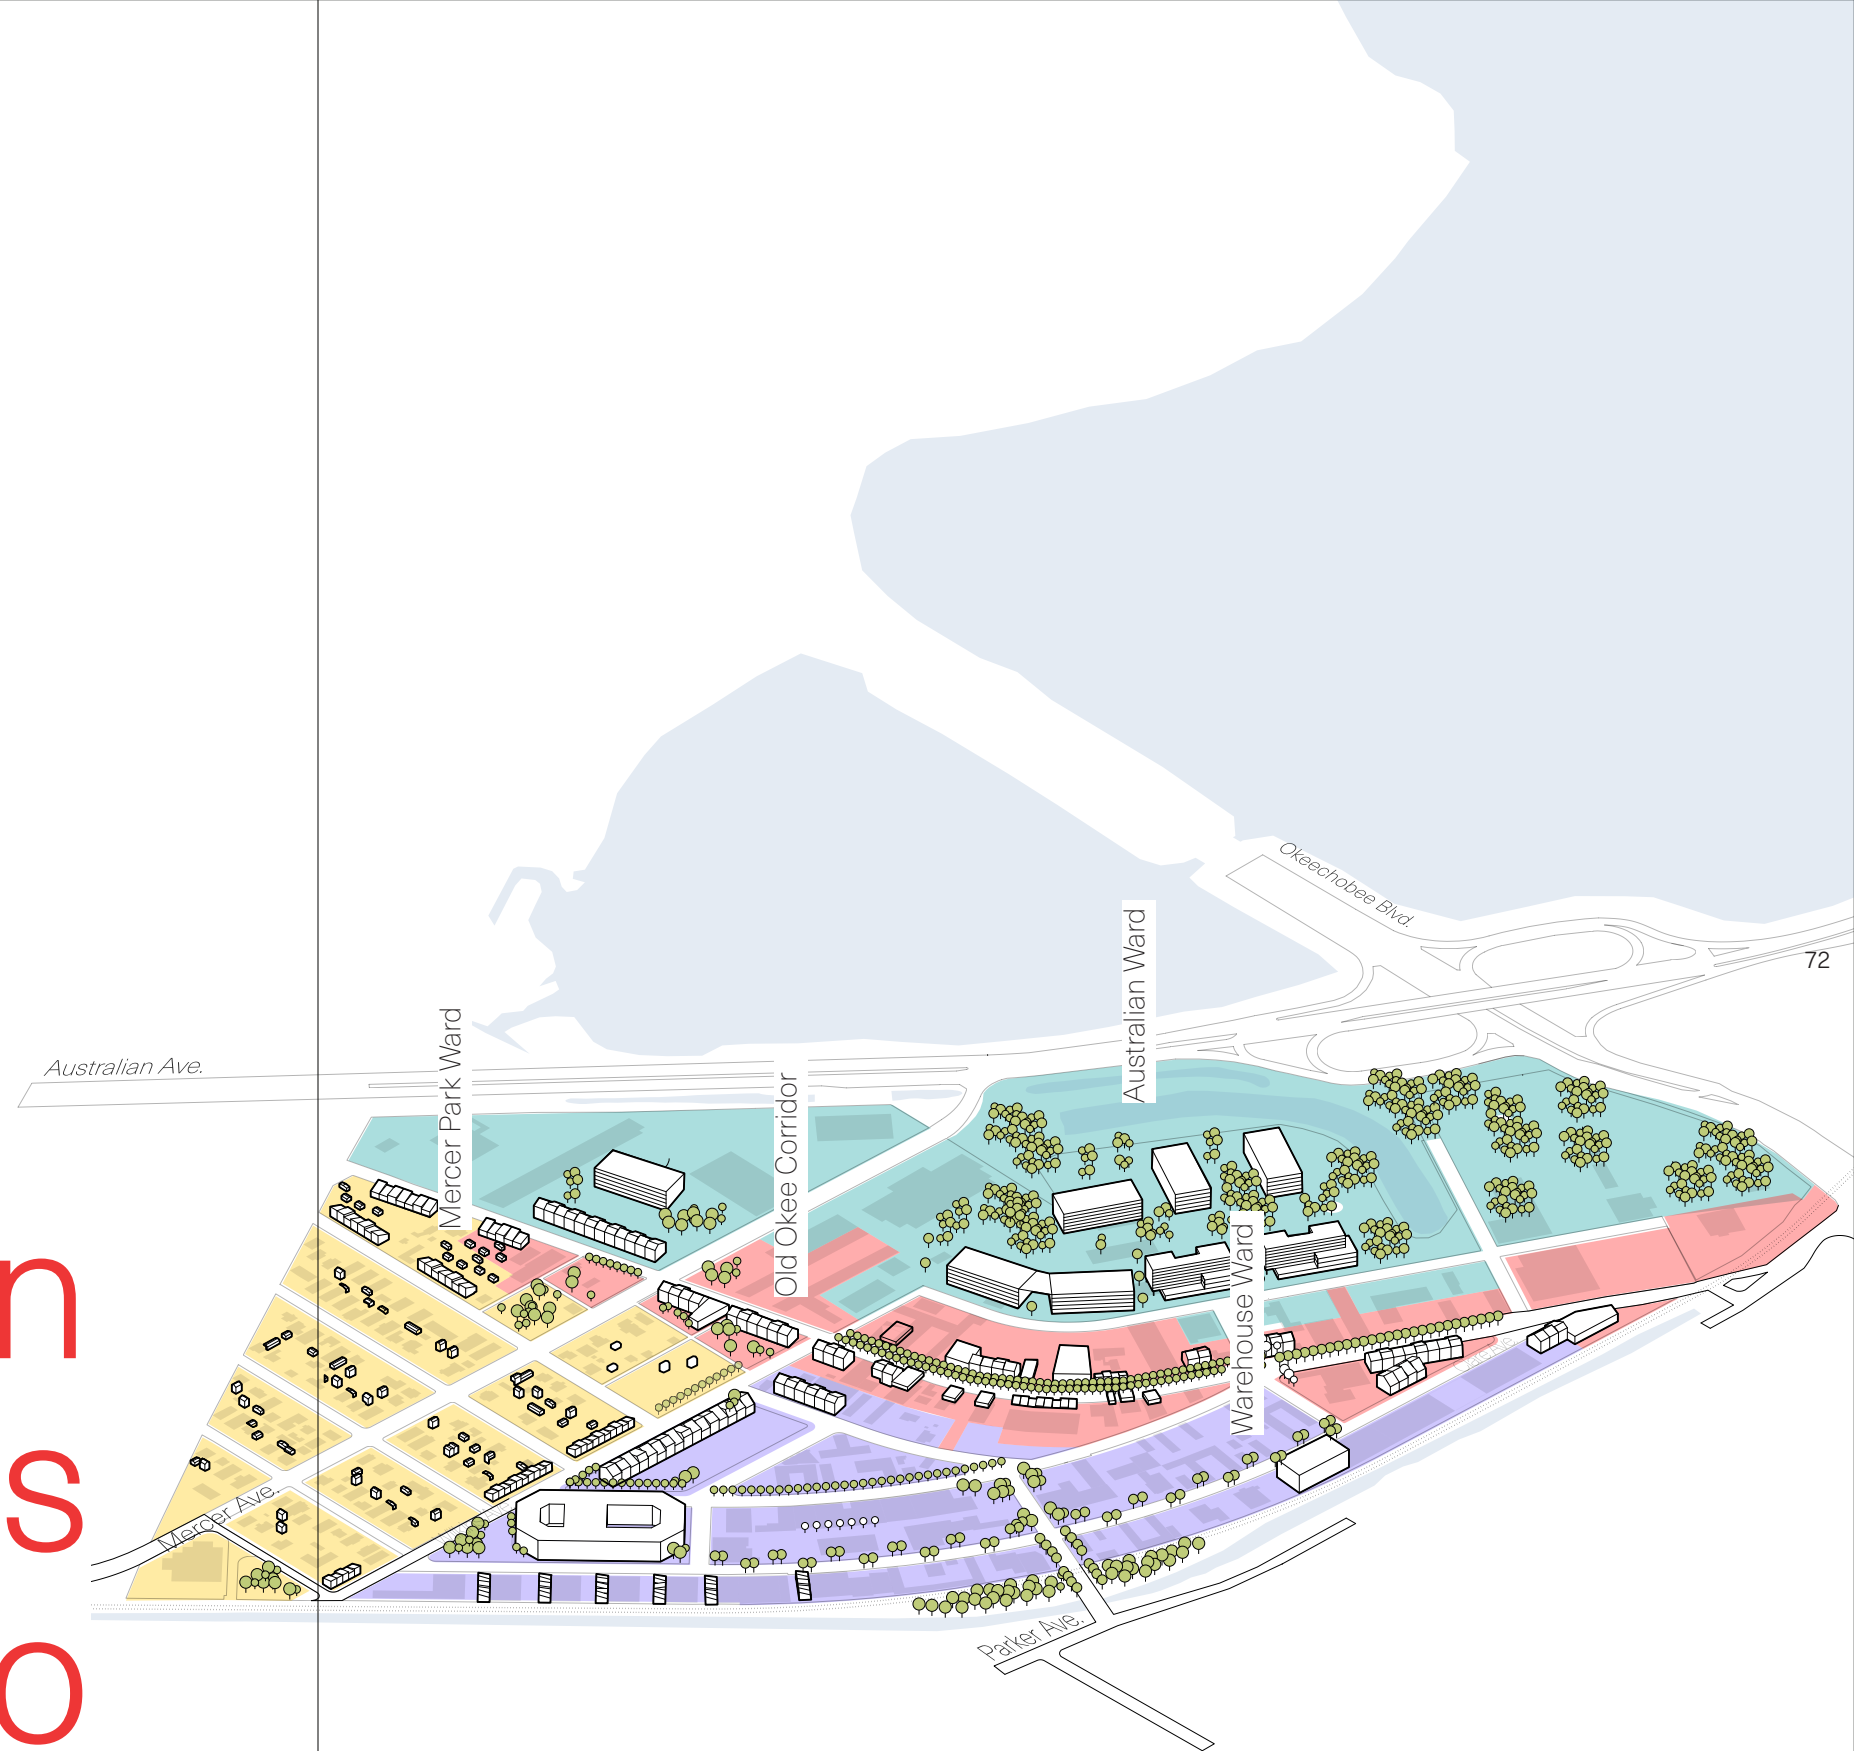 Okeechobee Blvd.
Australian Ward
72
Mercer Park Ward
Australian Ave.
Old Okee Corridor
Warehouse Ward
n
s
Mercer Ave.
Parker Ave.
o